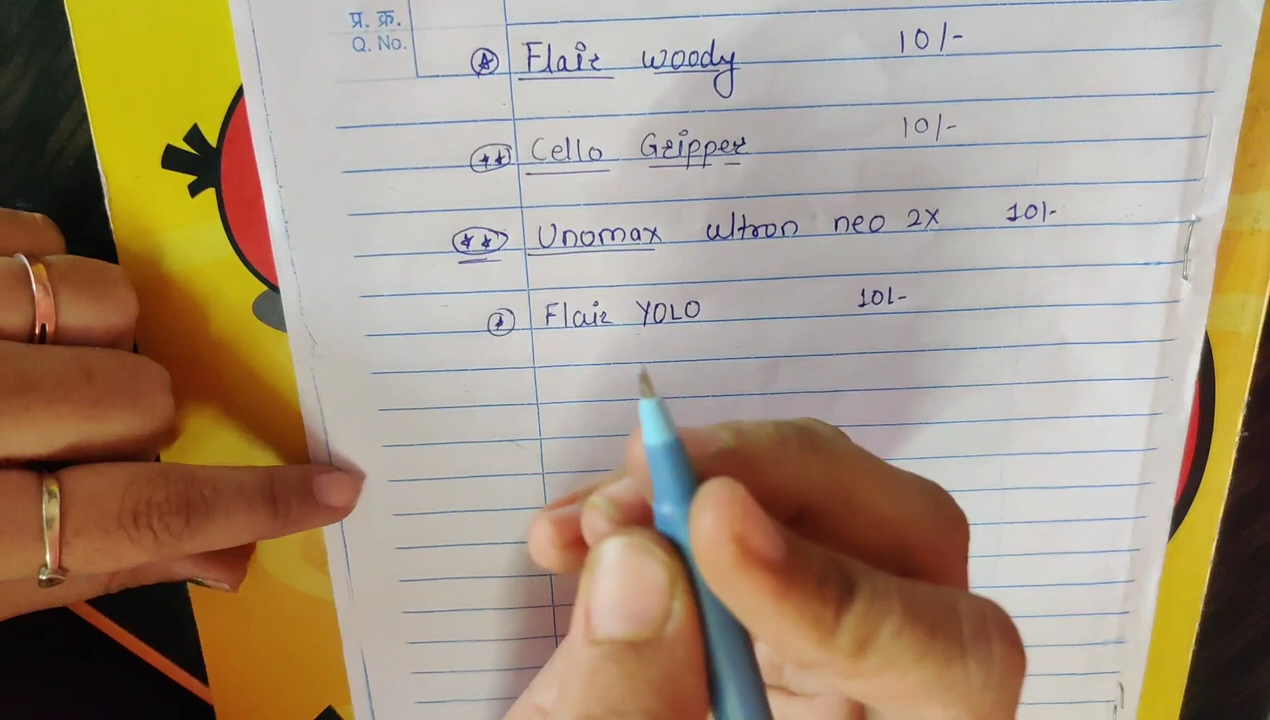 प्र. क्र.
Q. No.
Flair woody 10/-
Cello Gripper 10/-
Unomax ultron neo 2X 10/-
Flair YOLO 10/-